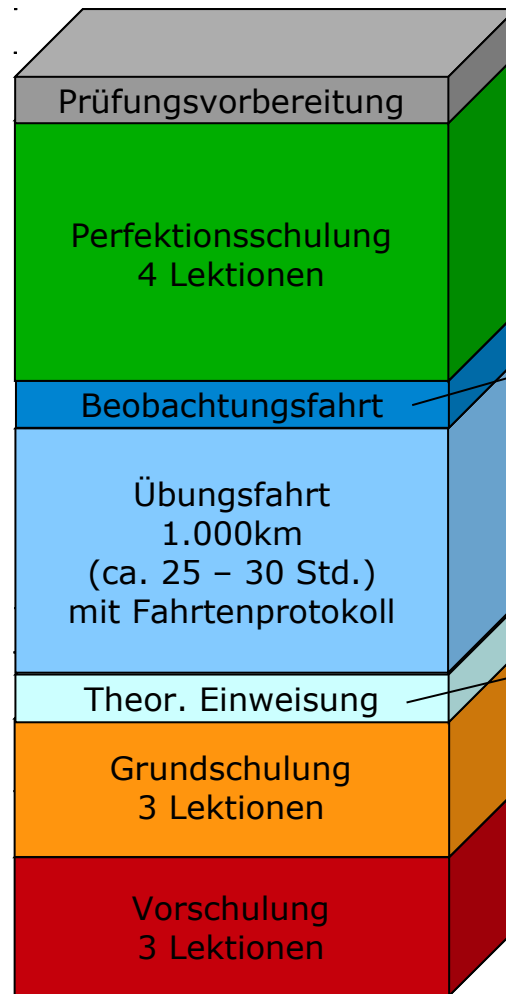 Prüfungsvorbereitung
Perfektionsschulung
4 Lektionen
Beobachtungsfahrt
Übungsfahrt
1.000km
(ca. 25 – 30 Std.)
mit Fahrtenprotokoll
Theor. Einweisung
Grundschulung
3 Lektionen
Vorschulung
3 Lektionen